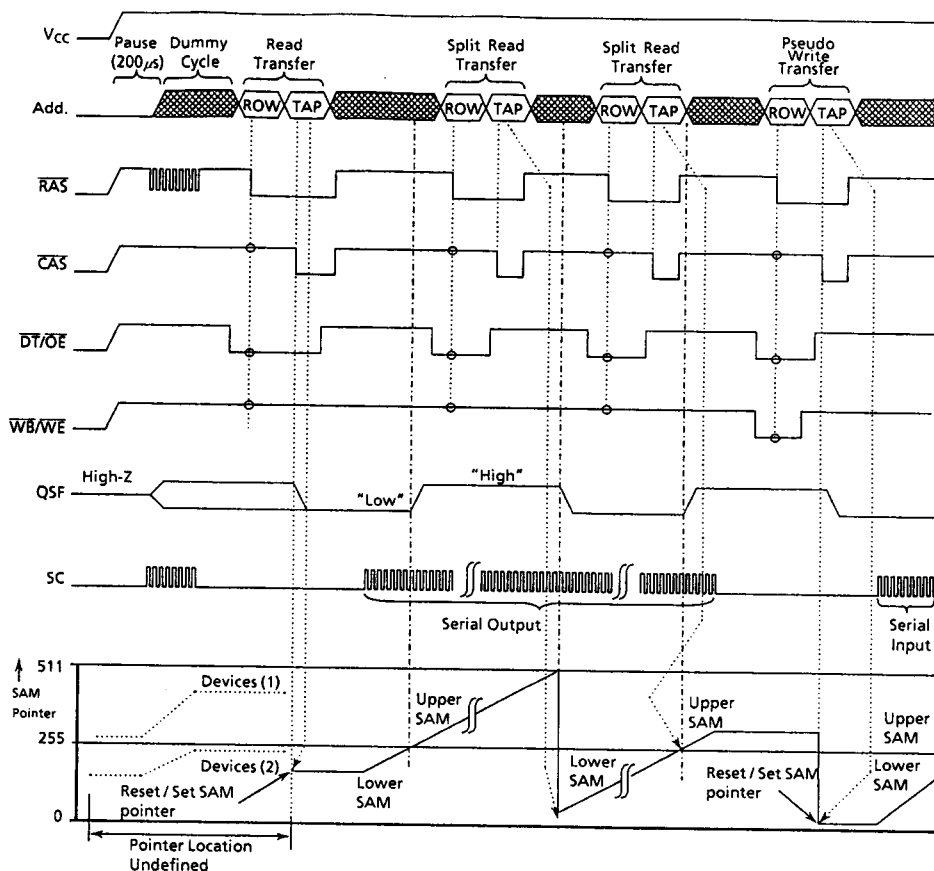 VCC
Pause
(200μs)
Dummy
Cycle
Read
Transfer
Split Read
Transfer
Split Read
Transfer
Pseudo
Write
Transfer
Add.
ROW TAP ROW TAP ROW TAP ROW TAP
RAS
CAS
DT/OE
WB/WE
High-Z
QSF
"Low"
"High"
SC
Serial Output
Serial
Input
511
SAM
Pointer
Devices (1)
Upper
SAM
Upper
SAM
Upper
SAM
255
Devices (2)
Lower
SAM
Lower
SAM
Lower
SAM
Reset / Set SAM
pointer
Reset / Set SAM
pointer
0
Pointer Location
Undefined